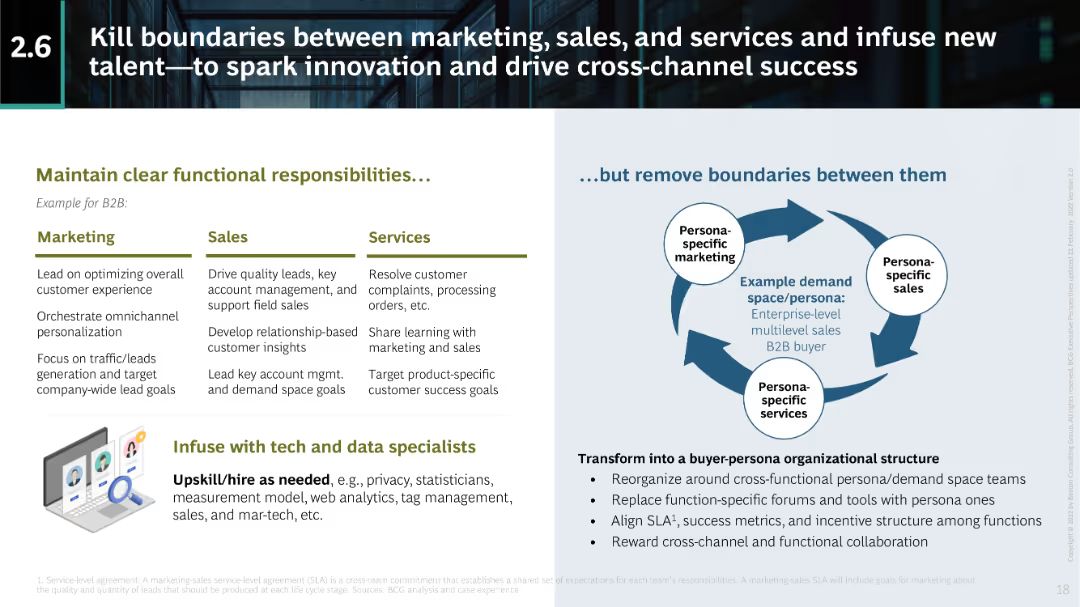 2.6
Kill boundaries between marketing, sales, and services and infuse new
talent—to spark innovation and drive cross-channel success
Maintain clear functional responsibilities…
Example for B2B:
Marketing
Lead on optimizing overall
customer experience
Orchestrate omnichannel
personalization
Focus on traffic/leads
generation and target
company-wide lead goals
Sales
Drive quality leads, key
account management, and
support field sales
Develop relationship-based
customer insights
Lead key account mgmt.
and demand space goals
Services
Resolve customer
complaints, processing
orders, etc.
Share learning with
marketing and sales
Target product-specific
customer success goals
Infuse with tech and data specialists
Upskill/hire as needed, e.g., privacy, statisticians,
measurement model, web analytics, tag management,
sales, and mar-tech, etc.
…but remove boundaries between them
Persona-
specific
marketing
Persona-
specific
sales
Example demand
space/persona:
Enterprise-level
multilevel sales
B2B buyer
Persona-
specific
services
Transform into a buyer-persona organizational structure
• Reorganize around cross-functional persona/demand space teams
• Replace function-specific forums and tools with persona ones
• Align SLA¹, success metrics, and incentive structure among functions
• Reward cross-channel and functional collaboration
1. Service-level agreement. A marketing-sales service-level agreement (SLA) is a cross-team commitment that establishes a shared set of expectations for each team's responsibilities. A marketing-sales SLA will include goals for marketing about
the quality and quantity of leads that should be produced at each life cycle stage. Sources: BCG analysis and case experience
18
Copyright © 2022 by Boston Consulting Group. All rights reserved. BCG Executive Perspectives updated 22 February 2022 Version 2.0